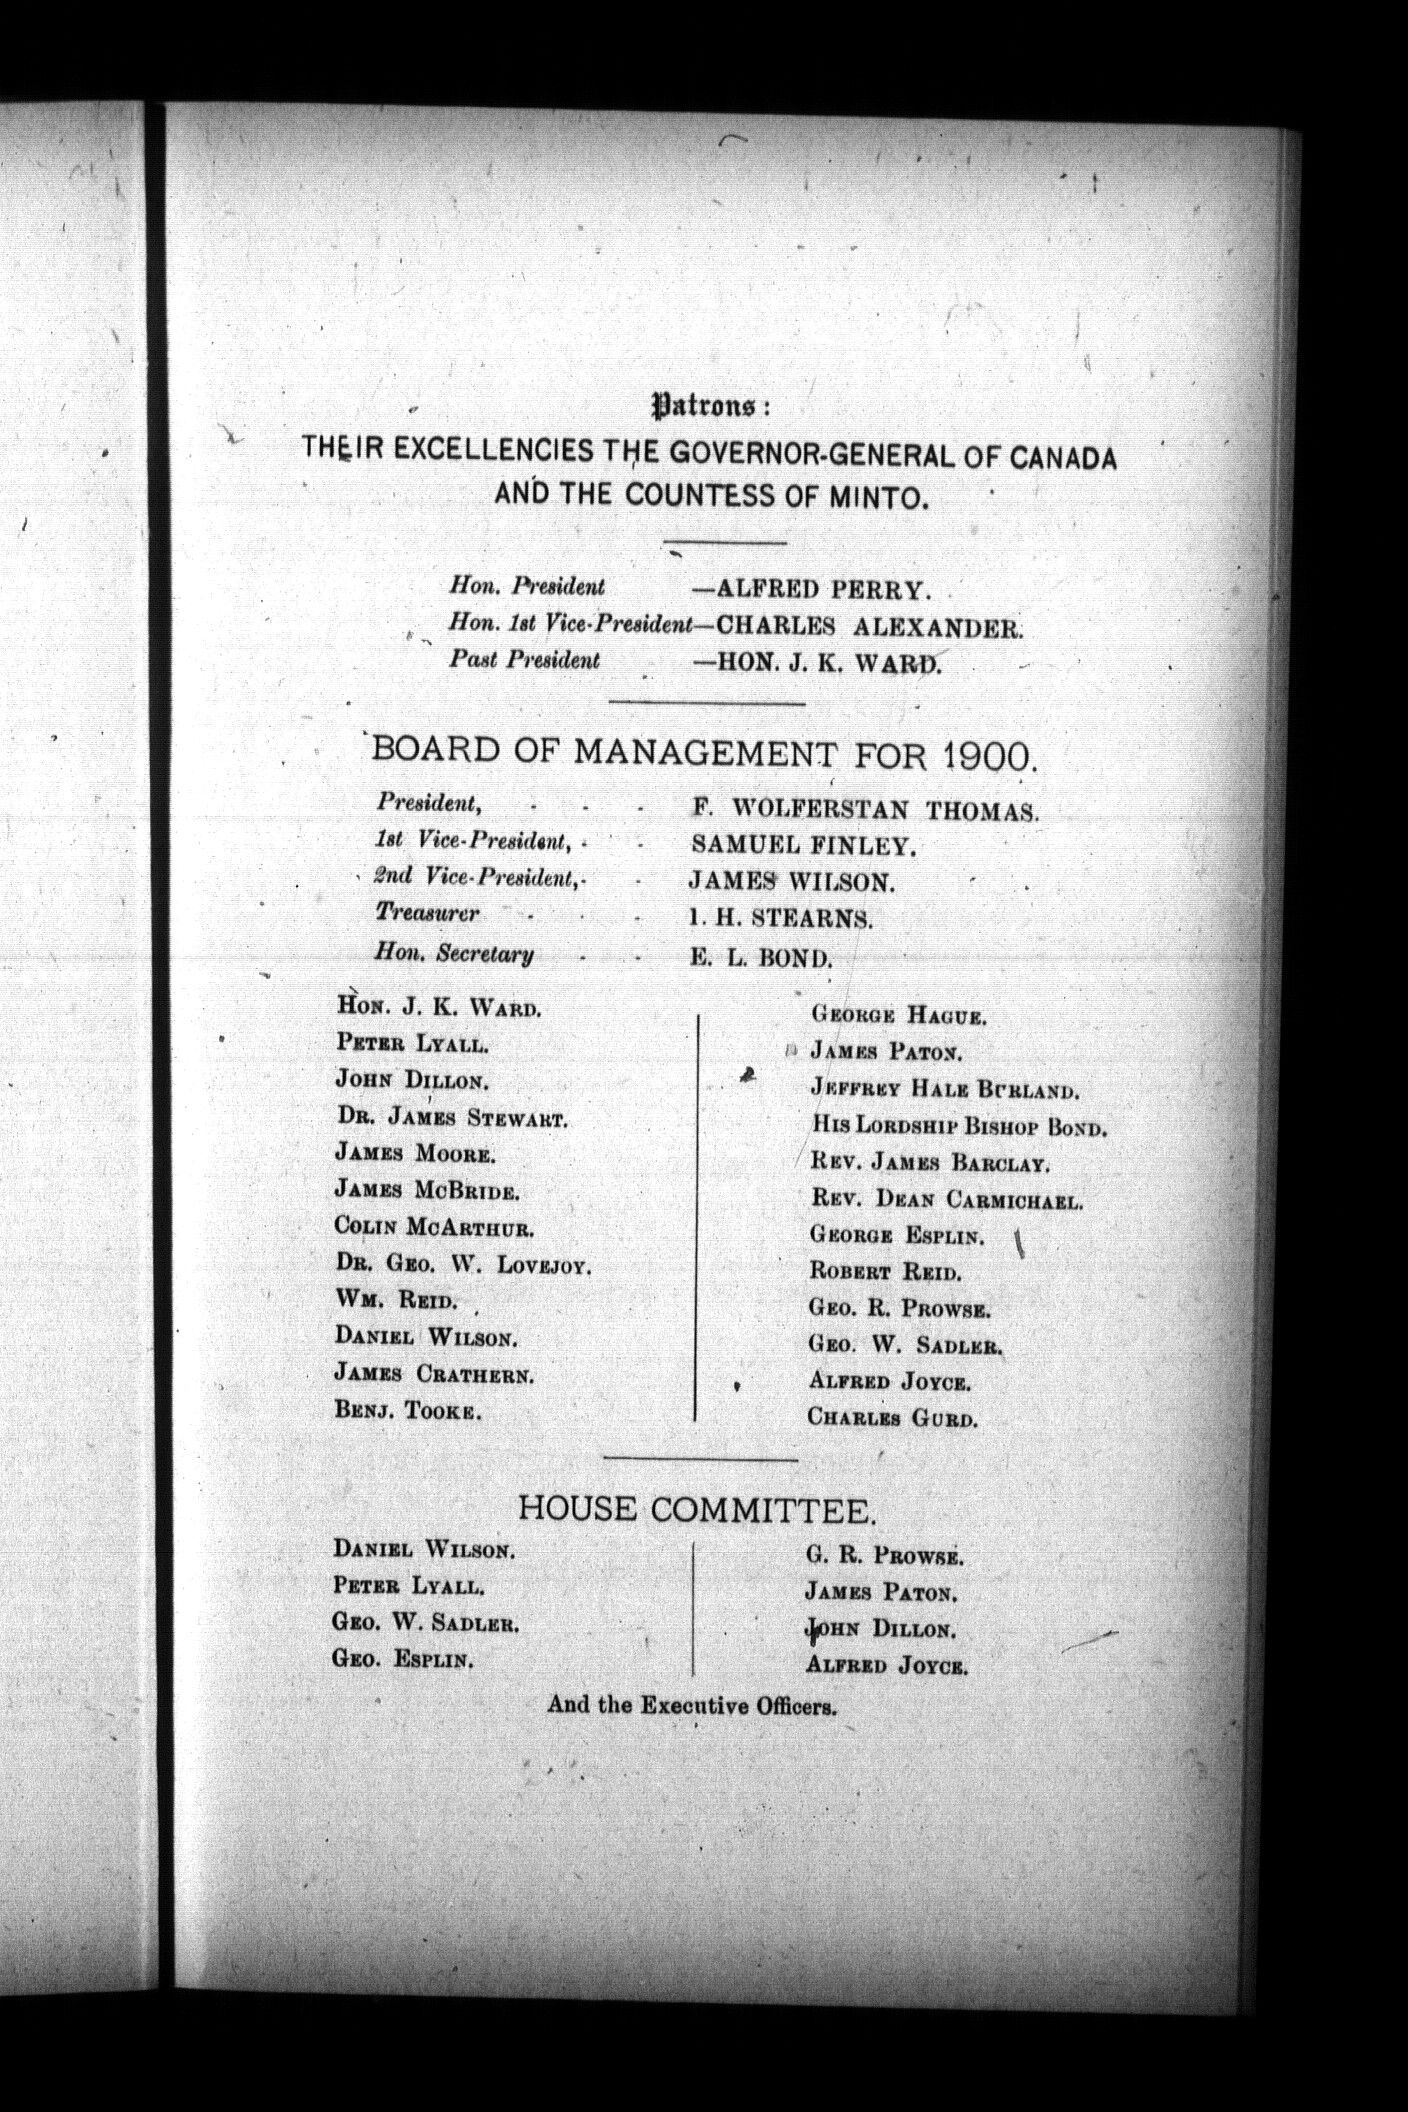 Patrons:
THEIR EXCELLENCIES THE GOVERNOR-GENERAL OF CANADA
AND THE COUNTESS OF MINTO.
Hon. President —ALFRED PERRY.
Hon. 1st Vice-President—CHARLES ALEXANDER.
Past President —HON. J. K. WARD.
BOARD OF MANAGEMENT FOR 1900.
President, - - - F. WOLFERSTAN THOMAS.
1st Vice-President, - - SAMUEL FINLEY.
2nd Vice-President, - - JAMES WILSON.
Treasurer - - - I. H. STEARNS.
Hon. Secretary - - E. L. BOND.
HON. J. K. WARD.
PETER LYALL.
JOHN DILLON.
DR. JAMES STEWART.
JAMES MOORE.
JAMES MCBRIDE.
COLIN MCARTHUR.
DR. GEO. W. LOVEJOY.
WM. REID.
DANIEL WILSON.
JAMES CRATHERN.
BENJ. TOOKE.
GEORGE HAGUE.
JAMES PATON.
JEFFREY HALE BURLAND.
HIS LORDSHIP BISHOP BOND.
REV. JAMES BARCLAY.
REV. DEAN CARMICHAEL.
GEORGE ESPLIN.
ROBERT REID.
GEO. R. PROWSE.
GEO. W. SADLER.
ALFRED JOYCE.
CHARLES GURD.
HOUSE COMMITTEE.
DANIEL WILSON.
PETER LYALL.
GEO. W. SADLER.
GEO. ESPLIN.
G. R. PROWSE.
JAMES PATON.
JOHN DILLON.
ALFRED JOYCE.
And the Executive Officers.